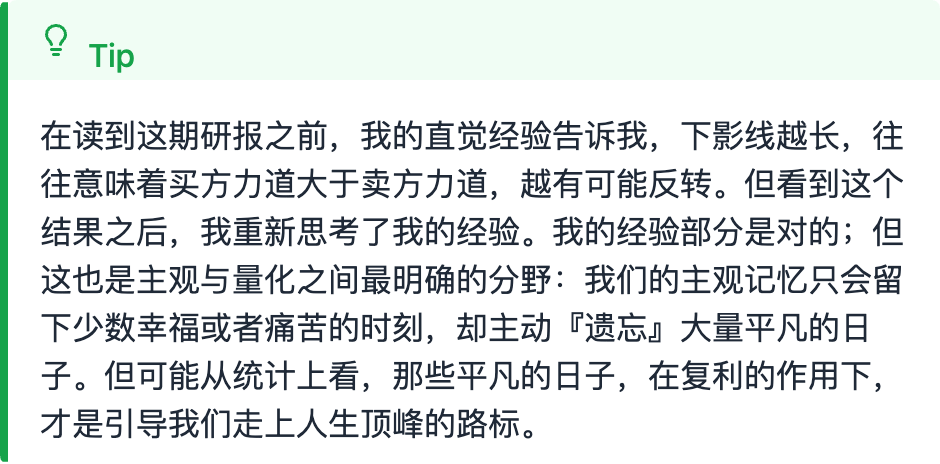 Tip
在读到这期研报之前，我的直觉经验告诉我，下影线越长，往
往意味着买方力道大于卖方力道，越有可能反转。但看到这个
结果之后，我重新思考了我的经验。我的经验部分是对的；但
这也是主观与量化之间最明确的分野：我们的主观记忆只会留
下少数幸福或者痛苦的时刻，却主动『遗忘』大量平凡的日
子。但可能从统计上看，那些平凡的日子，在复利的作用下，
才是引导我们走上人生顶峰的路标。